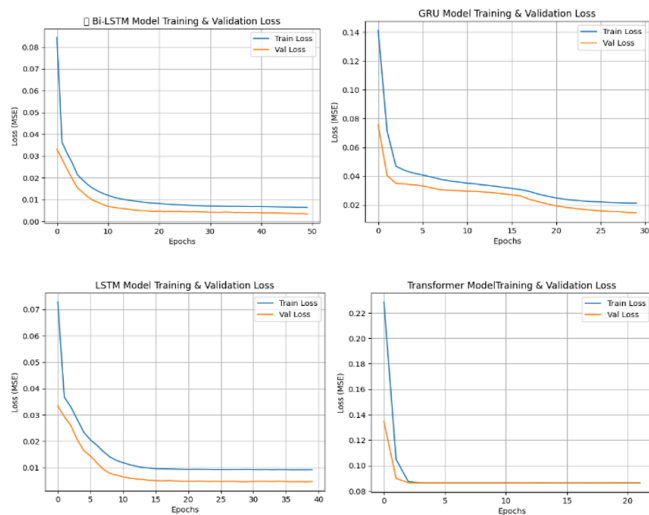 ▯ Bi-LSTM Model Training & Validation Loss
Train Loss
Val Loss
0.08
0.07
0.06
0.05
0.04
0.03
0.02
0.01
0.00
Loss (MSE)
0 10 20 30 40 50
Epochs
GRU Model Training & Validation Loss
Train Loss
Val Loss
0.14
0.12
0.10
0.08
0.06
0.04
0.02
Loss (MSE)
0 5 10 15 20 25 30
Epochs
LSTM Model Training & Validation Loss
Train Loss
Val Loss
0.07
0.06
0.05
0.04
0.03
0.02
0.01
Loss (MSE)
0 5 10 15 20 25 30 35 40
Epochs
Transformer ModelTraining & Validation Loss
Train Loss
Val Loss
0.22
0.20
0.18
0.16
0.14
0.12
0.10
0.08
Loss (MSE)
0 5 10 15 20
Epochs